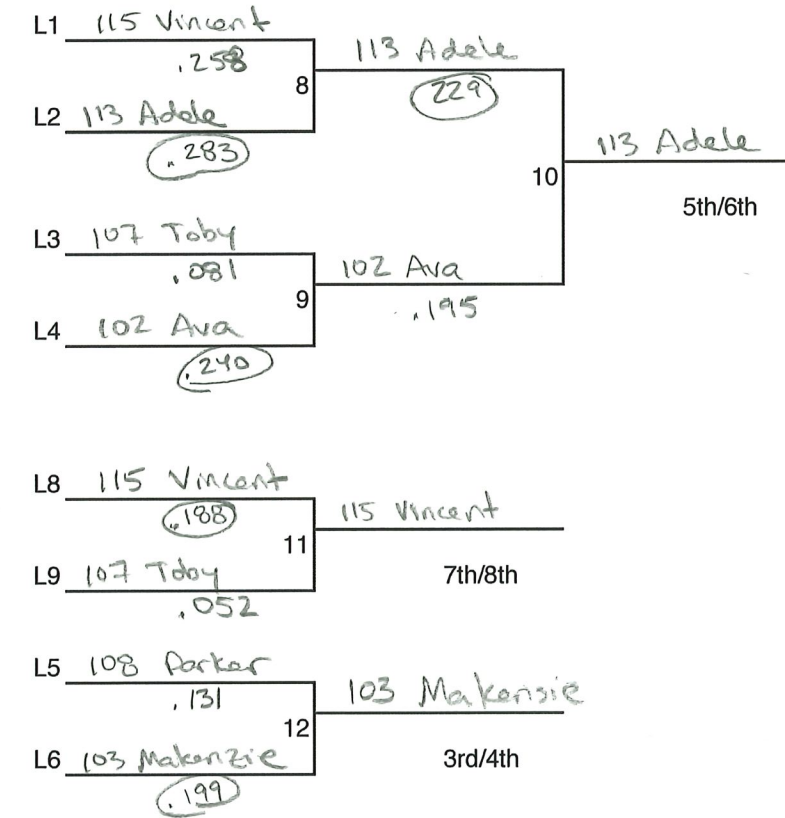 L1 115 Vincent
.258
113 Adele
8
229
L2 113 Adele
.283
113 Adele
10
5th/6th
L3 107 Toby
.081
102 Ava
9
.195
L4 102 Ava
.240
L8 115 Vincent
.188
115 Vincent
11
L9 107 Toby
7th/8th
.052
L5 108 Parker
.131
103 Makensie
12
L6 103 Makenzie
3rd/4th
.199